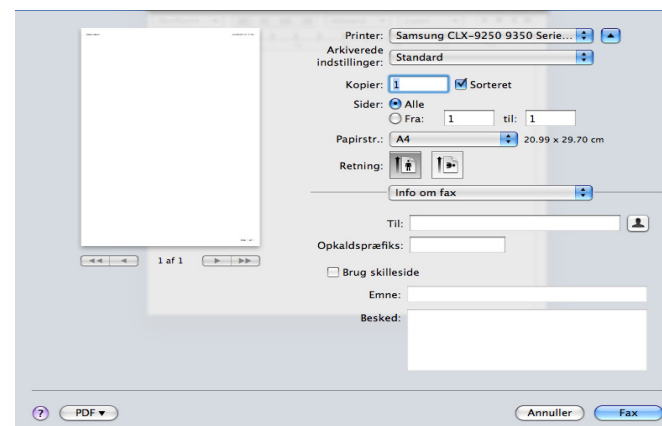 Printer: Samsung CLX-9250 9350 Serie...
Arkiverede
indstillinger: Standard
Kopier: 1 Sorteret
Sider: Alle
Fra: 1 til: 1
Papirstr.: A4 20.99 x 29.70 cm
Retning:
Info om fax
Til:
Opkaldspræfiks:
1 af 1
Brug skilleside
Emne:
Besked:
? PDF Annuller Fax